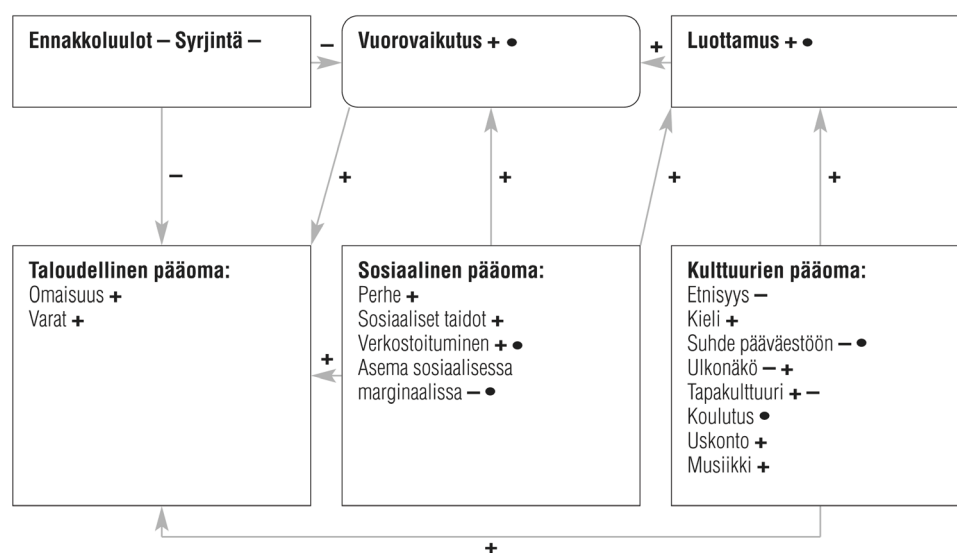 Ennakkoluulot – Syrjintä –
–
Vuorovaikutus + ●
+
Luottamus + ●
–
+
+
+
+
Taloudellinen pääoma:
Omaisuus +
Varat +
+
Sosiaalinen pääoma:
Perhe +
Sosiaaliset taidot +
Verkostoituminen + ●
Asema sosiaalisessa
marginaalissa – ●
Kulttuurien pääoma:
Etnisyys –
Kieli +
Suhde pääväestöön – ●
Ulkonäkö – +
Tapakulttuuri + –
Koulutus ●
Uskonto +
Musiikki +
+